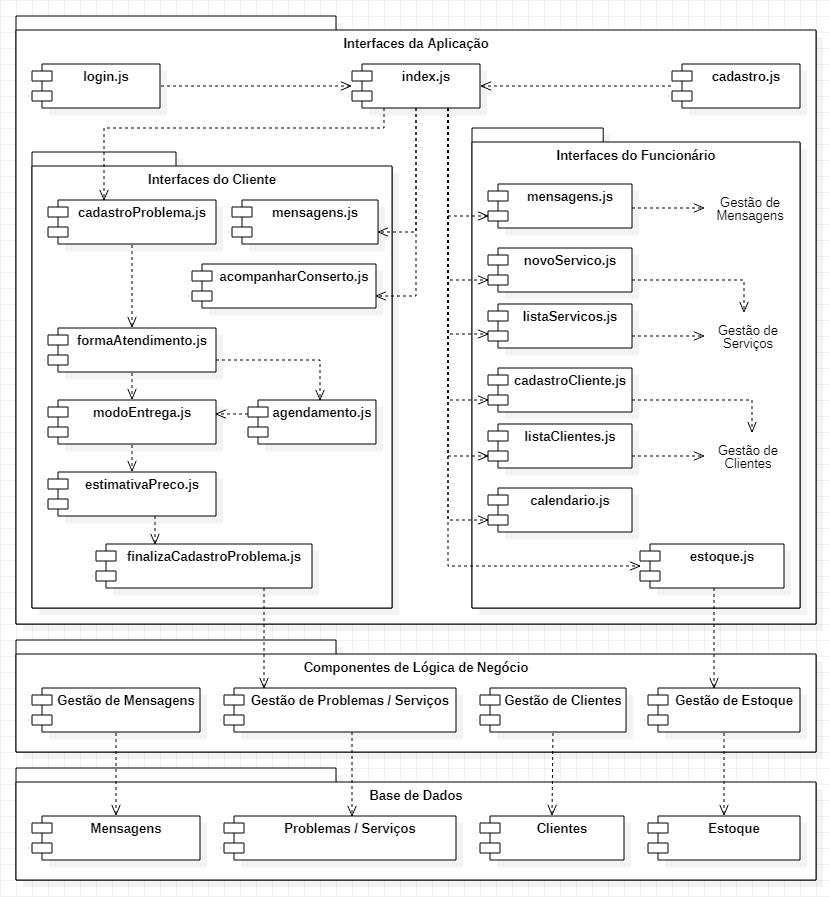 Interfaces da Aplicação
login.js
index.js
cadastro.js
Interfaces do Cliente
cadastroProblema.js
mensagens.js
acompanharConserto.js
formaAtendimento.js
modoEntrega.js
agendamento.js
estimativaPreco.js
finalizaCadastroProblema.js
Interfaces do Funcionário
mensagens.js
Gestão de
Mensagens
novoServico.js
listaServicos.js
Gestão de
Serviços
cadastroCliente.js
listaClientes.js
Gestão de
Clientes
calendario.js
estoque.js
Componentes de Lógica de Negócio
Gestão de Mensagens
Gestão de Problemas / Serviços
Gestão de Clientes
Gestão de Estoque
Base de Dados
Mensagens
Problemas / Serviços
Clientes
Estoque